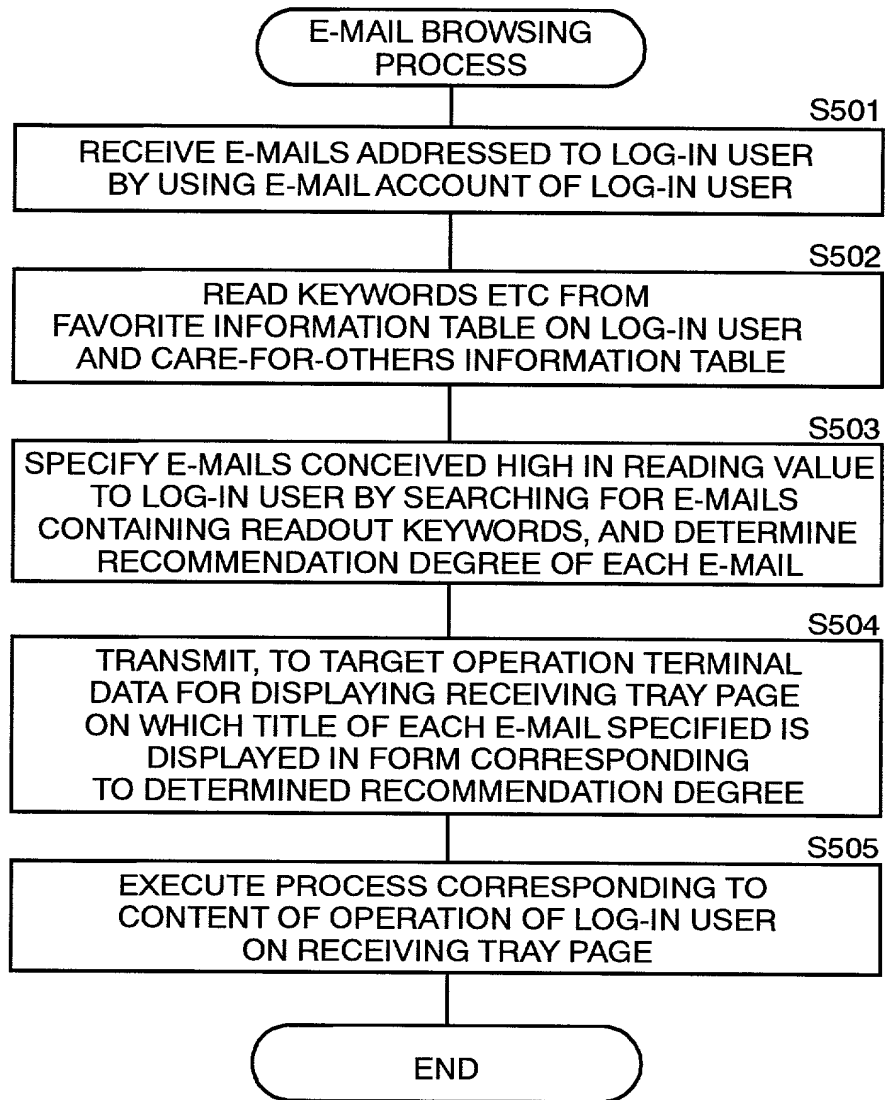 E-MAIL BROWSING
PROCESS
S501
RECEIVE E-MAILS ADDRESSED TO LOG-IN USER
BY USING E-MAIL ACCOUNT OF LOG-IN USER
S502
READ KEYWORDS ETC FROM
FAVORITE INFORMATION TABLE ON LOG-IN USER
AND CARE-FOR-OTHERS INFORMATION TABLE
S503
SPECIFY E-MAILS CONCEIVED HIGH IN READING VALUE
TO LOG-IN USER BY SEARCHING FOR E-MAILS
CONTAINING READOUT KEYWORDS, AND DETERMINE
RECOMMENDATION DEGREE OF EACH E-MAIL
S504
TRANSMIT, TO TARGET OPERATION TERMINAL
DATA FOR DISPLAYING RECEIVING TRAY PAGE
ON WHICH TITLE OF EACH E-MAIL SPECIFIED IS
DISPLAYED IN FORM CORRESPONDING
TO DETERMINED RECOMMENDATION DEGREE
S505
EXECUTE PROCESS CORRESPONDING TO
CONTENT OF OPERATION OF LOG-IN USER
ON RECEIVING TRAY PAGE
END